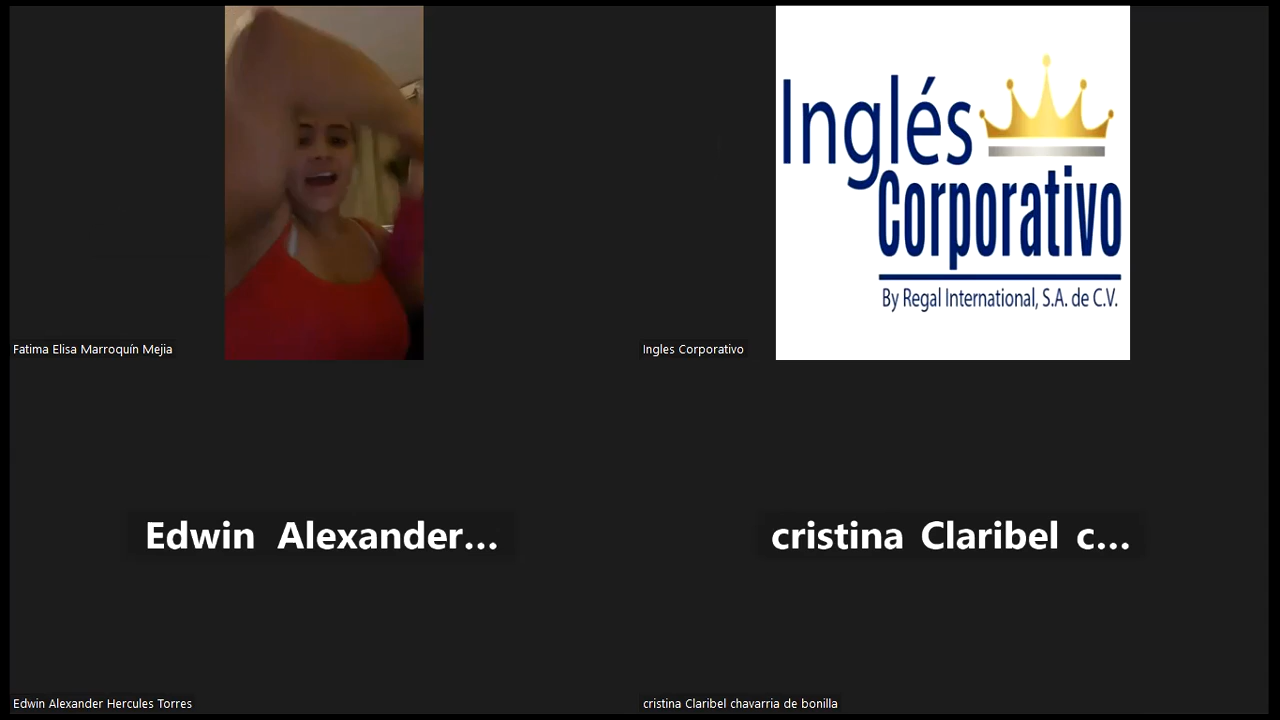 Inglés
Corporativo
By Regal International, S.A. de C.V.
Fatima Elisa Marroquín Mejia
Ingles Corporativo
Edwin Alexander...
cristina Claribel c...
Edwin Alexander Hercules Torres
cristina Claribel chavarria de bonilla